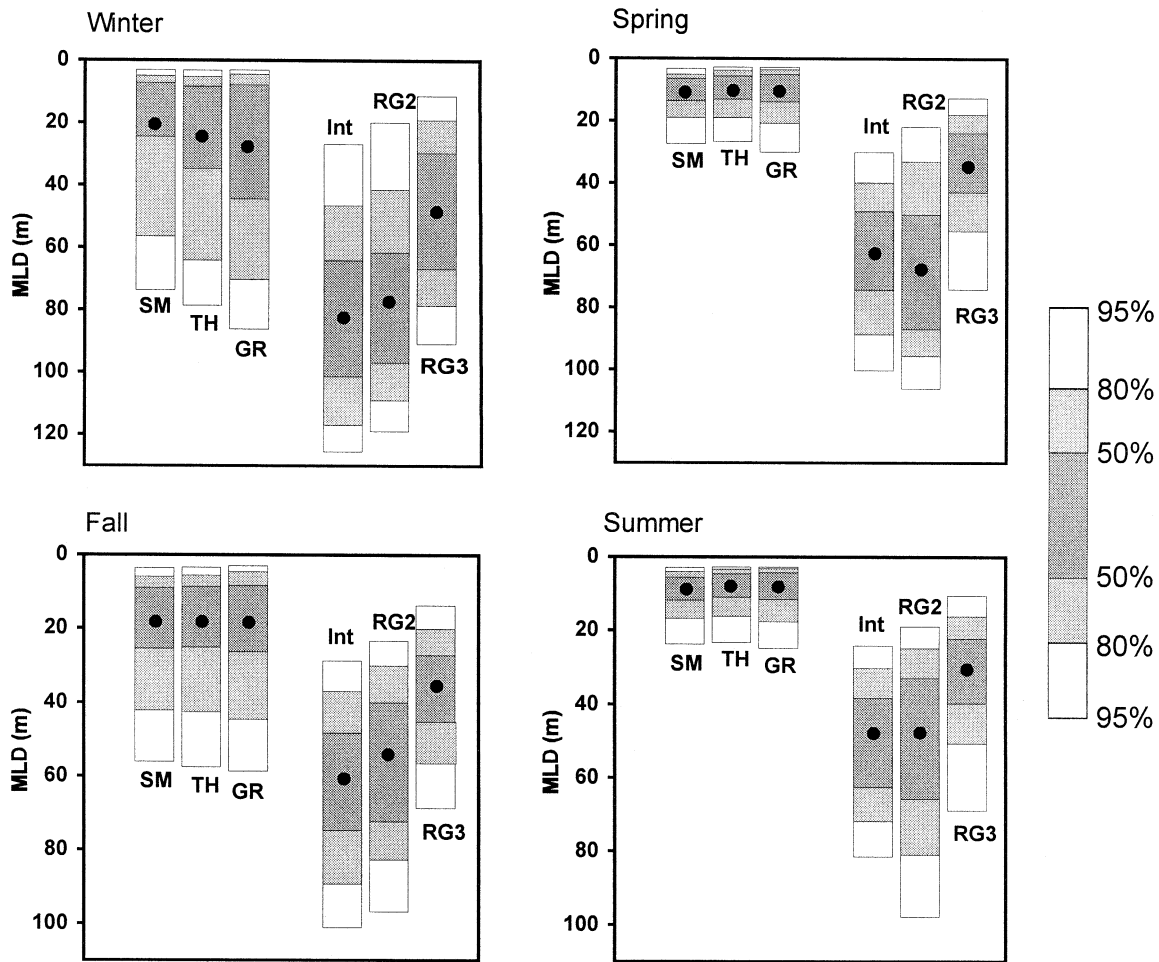 Winter
0
20
40
60
80
100
120
MLD (m)
SM
TH
GR
Int
RG2
RG3
Spring
0
20
40
60
80
100
120
MLD (m)
SM
TH
GR
Int
RG2
RG3
95%
80%
50%
50%
80%
95%
Fall
0
20
40
60
80
100
MLD (m)
SM
TH
GR
Int
RG2
RG3
Summer
0
20
40
60
80
100
MLD (m)
SM
TH
GR
Int
RG2
RG3